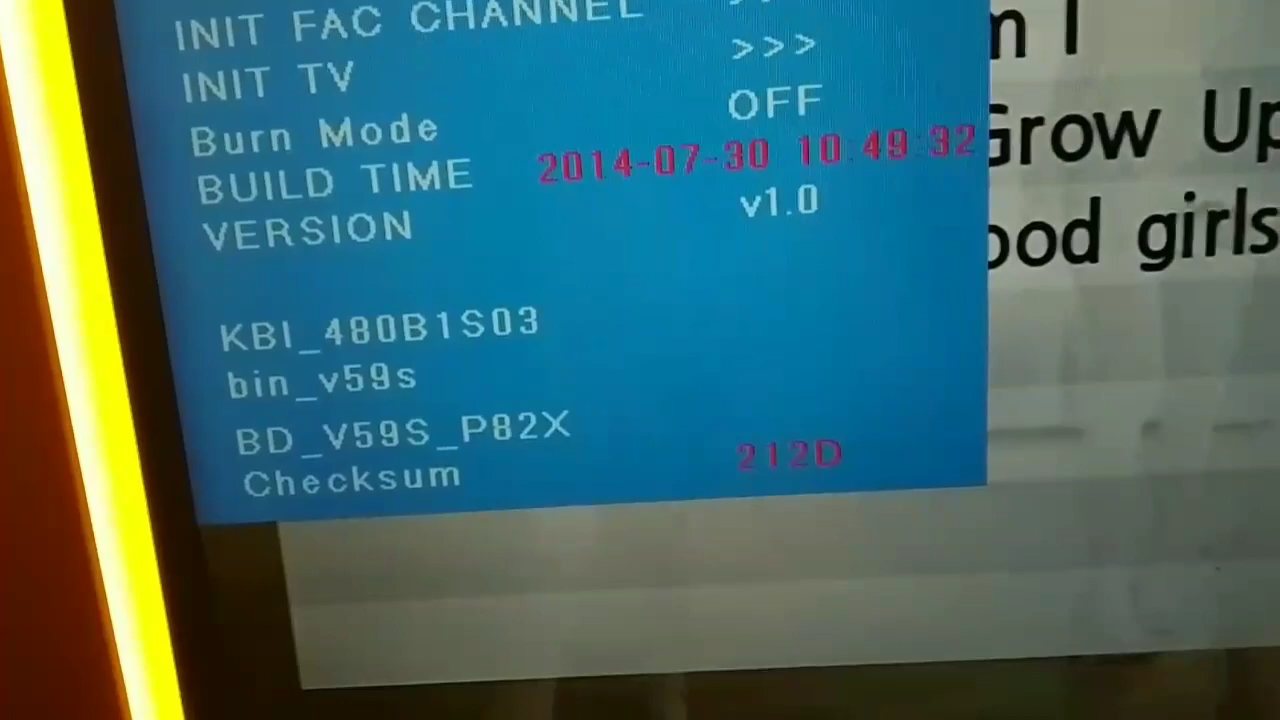 INIT FAC CHANNEL
INIT TV >>>
Burn Mode OFF
BUILD TIME 2014-07-30 10:49:32
VERSION v1.0
KBI_480B1S03
bin_v59s
BD_V59S_P82X
Checksum 212D
Grow Up
girls